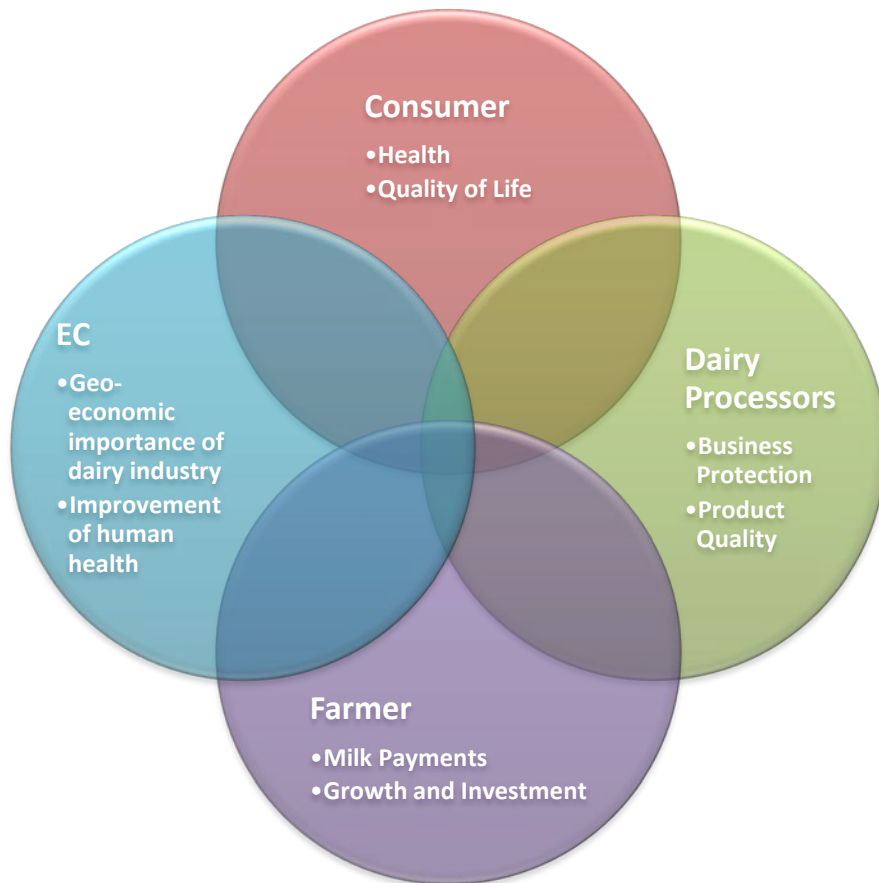 Consumer
•Health
•Quality of Life
EC
•Geo-
economic
importance of
dairy industry
•Improvement
of human
health
Dairy
Processors
•Business
Protection
•Product
Quality
Farmer
•Milk Payments
•Growth and Investment